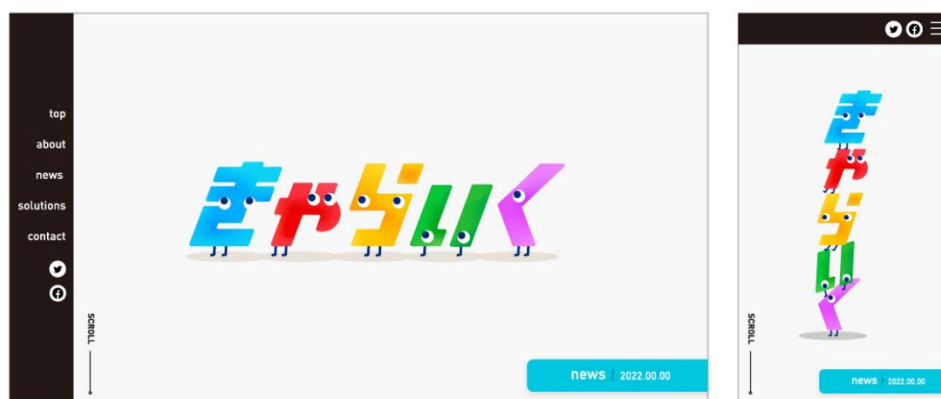 top
about
news
solutions
contact
きゃらいく
SCROLL
news | 2022.00.00
き
ゃ
ら
い
く
SCROLL
news | 2022.00.00